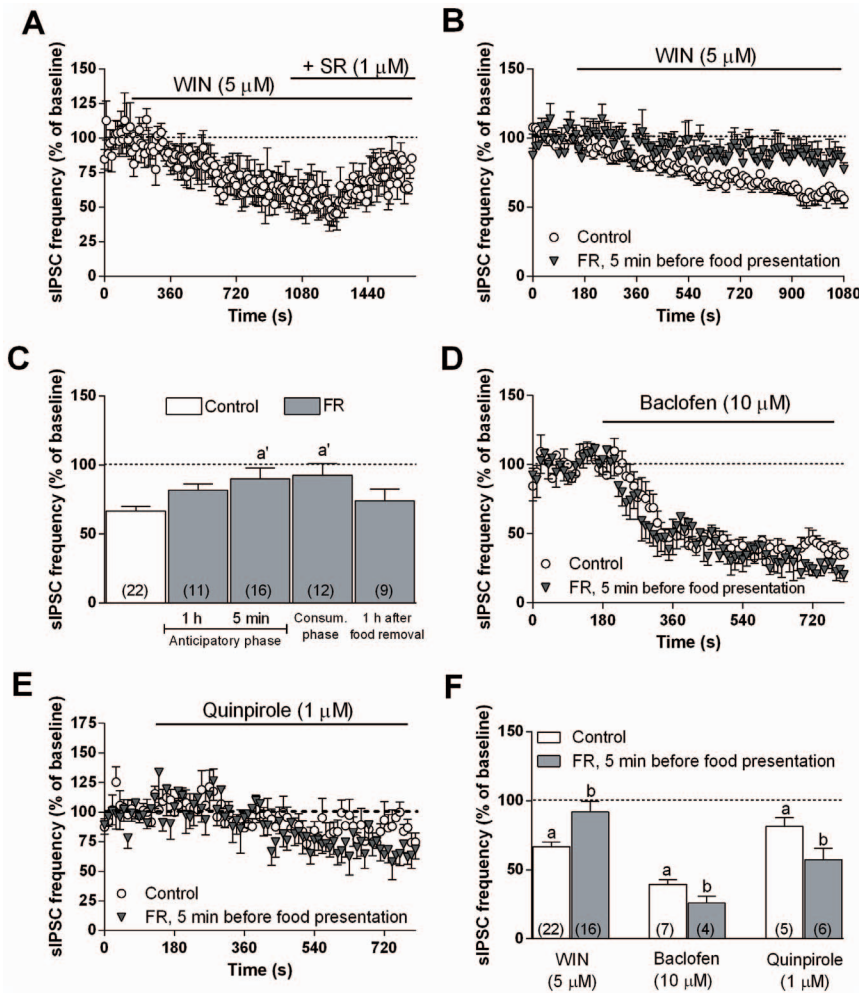 A
+ SR (1 μM)
WIN (5 μM)
sIPSC frequency (% of baseline)
150
125
100
75
50
25
0
0 360 720 1080 1440
Time (s)
B
WIN (5 μM)
sIPSC frequency (% of baseline)
150
100
50
0
Control
FR, 5 min before food presentation
0 180 360 540 720 900 1080
Time (s)
C
sIPSC frequency (% of baseline)
150
100
50
0
Control FR
a' a'
(22) (11) (16) (12) (9)
1 h 5 min Consum. 1 h after
Anticipatory phase phase food removal
D
Baclofen (10 μM)
sIPSC frequency (% of baseline)
150
100
50
0
Control
FR, 5 min before food presentation
0 180 360 540 720
Time (s)
E
Quinpirole (1 μM)
sIPSC frequency (% of baseline)
175
150
125
100
75
50
25
0
Control
FR, 5 min before food presentation
0 180 360 540 720
Time (s)
F
sIPSC frequency (% of baseline)
150
100
50
0
Control
FR, 5 min before food presentation
a b a b a b
(22) (16) (7) (4) (5) (6)
WIN Baclofen Quinpirole
(5 μM) (10 μM) (1 μM)